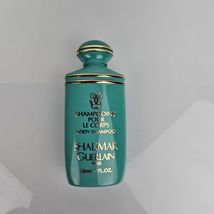 SHAMPOOING
POUR
LE CORPS
BODY SHAMPOO
SHALIMAR
GUERLAIN
PARIS
FL.OZ.